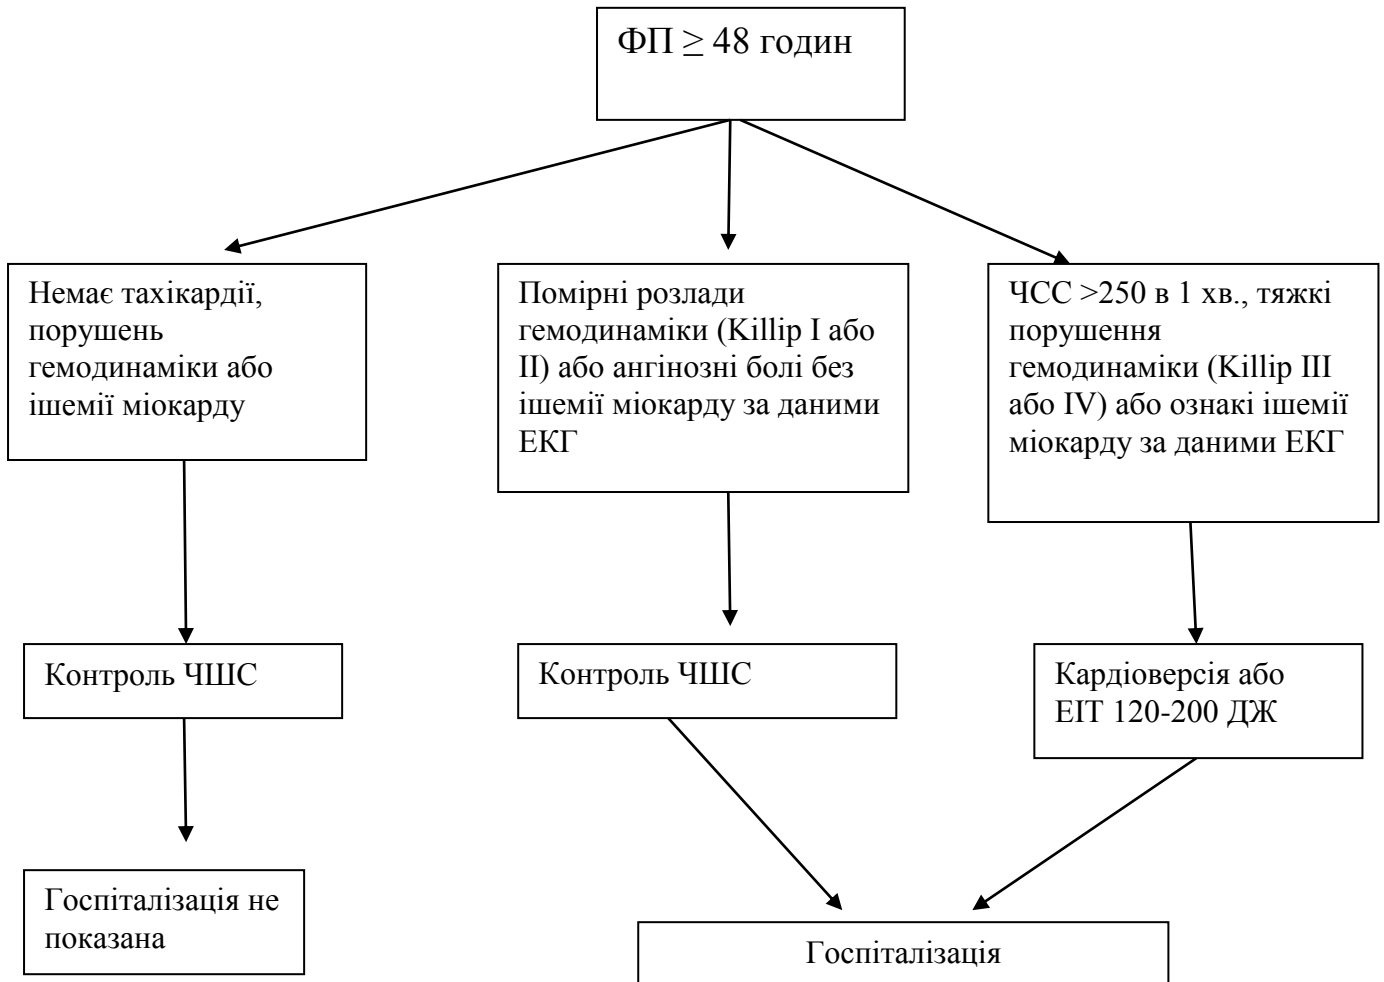 ФП ≥ 48 годин
Немає тахікардії,
порушень
гемодинаміки або
ішемії міокарду
Помірні розлади
гемодинаміки (Killip I або
II) або ангінозні болі без
ішемії міокарду за даними
ЕКГ
ЧСС >250 в 1 хв., тяжкі
порушення
гемодинаміки (Killip III
або IV) або ознакі ішемії
міокарду за даними ЕКГ
Контроль ЧШС
Контроль ЧШС
Кардіоверсія або
ЕІТ 120-200 ДЖ
Госпіталізація не
показана
Госпіталізація